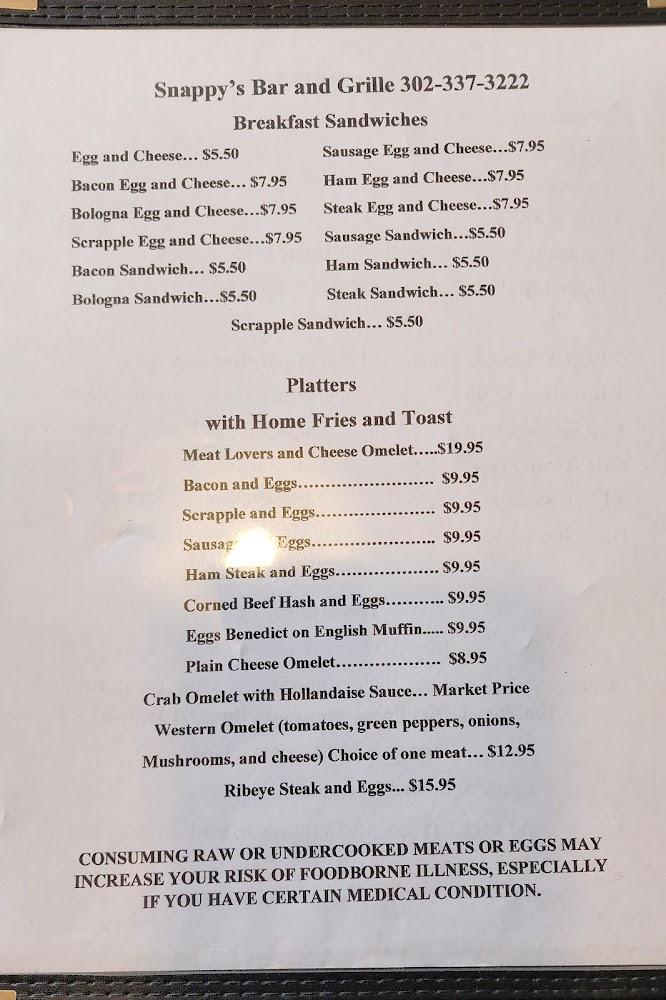 Snappy's Bar and Grille 302-337-3222
Breakfast Sandwiches
Egg and Cheese... $5.50
Sausage Egg and Cheese...$7.95
Bacon Egg and Cheese... $7.95
Ham Egg and Cheese...$7.95
Bologna Egg and Cheese...$7.95
Steak Egg and Cheese...$7.95
Scrapple Egg and Cheese...$7.95
Sausage Sandwich...$5.50
Bacon Sandwich... $5.50
Ham Sandwich... $5.50
Bologna Sandwich...$5.50
Steak Sandwich... $5.50
Scrapple Sandwich... $5.50
Platters
with Home Fries and Toast
Meat Lovers and Cheese Omelet.....$19.95
Bacon and Eggs............................ $9.95
Scrapple and Eggs......................... $9.95
Eggs.......................... $9.95
Ham Steak and Eggs................... $9.95
Corned Beef Hash and Eggs........... $9.95
Eggs Benedict on English Muffin..... $9.95
Plain Cheese Omelet..................... $8.95
Crab Omelet with Hollandaise Sauce... Market Price
Western Omelet (tomatoes, green peppers, onions,
Mushrooms, and cheese) Choice of one meat... $12.95
Ribeye Steak and Eggs... $15.95
CONSUMING RAW OR UNDERCOOKED MEATS OR EGGS MAY
INCREASE YOUR RISK OF FOODBORNE ILLNESS, ESPECIALLY
IF YOU HAVE CERTAIN MEDICAL CONDITION.